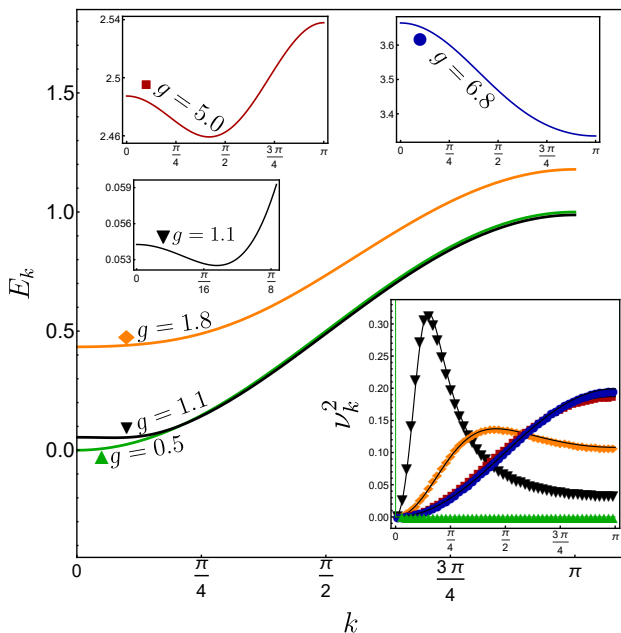 2.54
2.5
2.46
g = 5.0
0 π/4 π/2 3π/4 π
3.6
3.4
g = 6.8
0 π/4 π/2 3π/4 π
0.059
0.056
0.053
g = 1.1
0 π/16 π/8
1.5
1.0
0.5
0.0
E_k
g = 1.8
g = 1.1
g = 0.5
0.30
0.25
0.20
0.15
0.10
0.05
0.00
ν_k^2
0 π/4 π/2 3π/4 π
0 π/4 π/2 3π/4 π
k